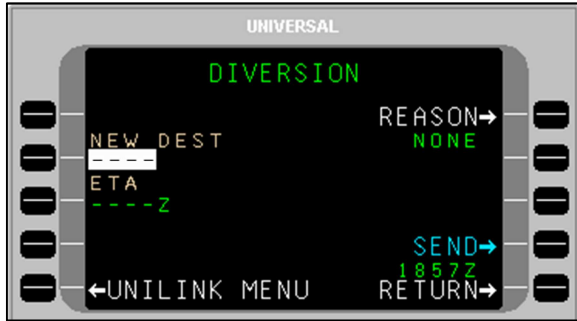 UNIVERSAL
DIVERSION
REASON→
NEW DEST NONE
----
ETA
----Z
SEND→
1857Z
←UNILINK MENU RETURN→